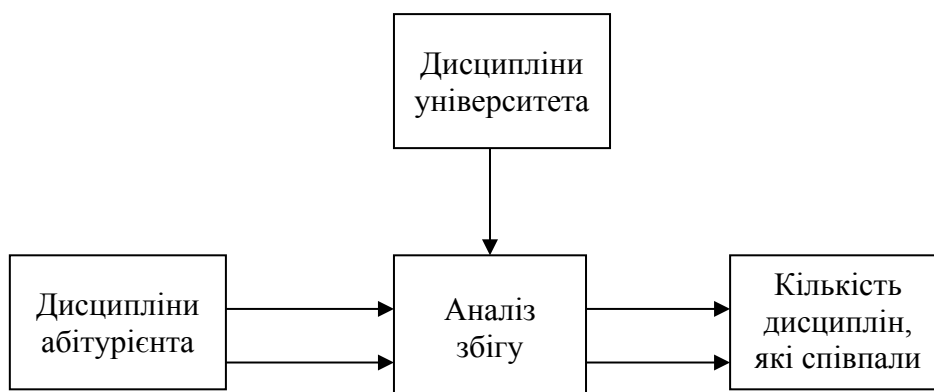 Дисципліни
університета
Дисципліни
абітурієнта
Аналіз
збігу
Кількість
дисциплін,
які співпали